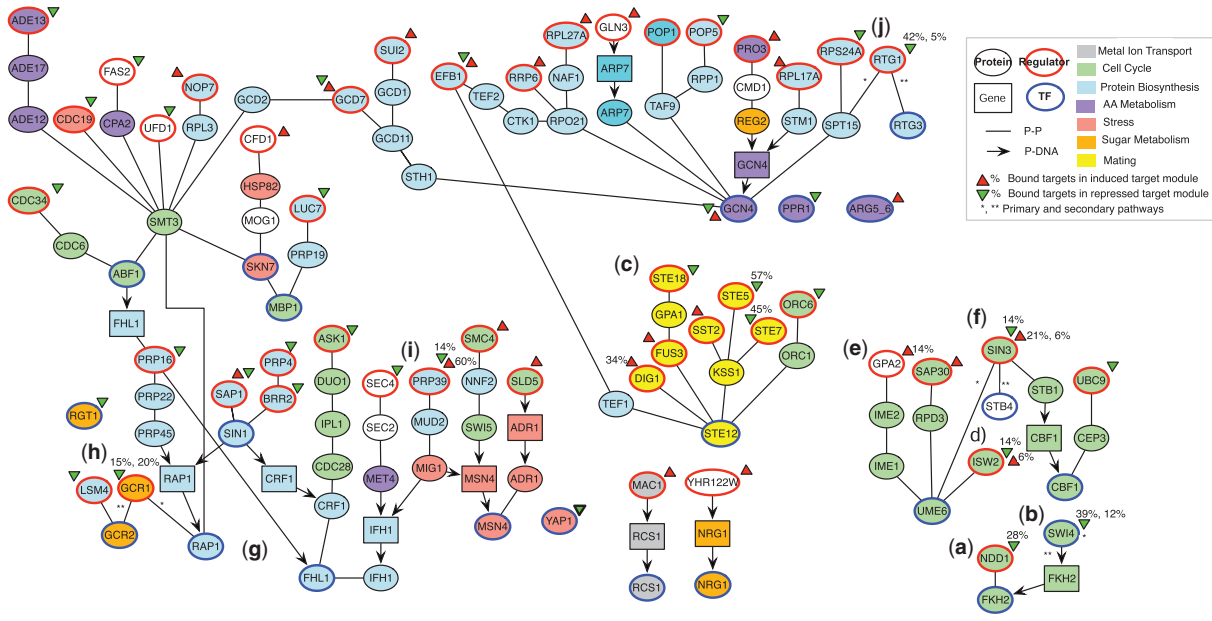 ADE13
ADE17
ADE12
FAS2
CDC19
CPA2
UFD1
NOP7
RPL3
GCD2
GCD7
SUI2
GCD1
GCD11
STH1
CFD1
HSP82
MOG1
SKN7
LUC7
PRP19
MBP1
CDC34
CDC6
SMT3
ABF1
FHL1
EFB1
TEF2
RRP6
CTK1
RPL27A
NAF1
RPO21
GLN3
ARP7
ARP7
POP1
POP5
RPP1
TAF9
PRO3
CMD1
REG2
RPL17A
STM1
GCN4
GCN4
PPR1
ARG5_6
(j)
RPS24A
RTG1
42%, 5%
*
**
SPT15
RTG3
Protein
Regulator
Gene
TF
P-P
P-DNA
Metal Ion Transport
Cell Cycle
Protein Biosynthesis
AA Metabolism
Stress
Sugar Metabolism
Mating
% Bound targets in induced target module
% Bound targets in repressed target module
*, ** Primary and secondary pathways
PRP16
PRP22
PRP45
RAP1
RAP1
RGT1
SAP1
PRP4
BRR2
SIN1
CRF1
(h)
15%, 20%
LSM4
GCR1
**
*
GCR2
(g)
ASK1
DUO1
IPL1
CDC28
CRF1
FHL1
IFH1
SEC4
SEC2
MET4
IFH1
(i)
14%
60%
PRP39
MUD2
MIG1
SMC4
NNF2
SWI5
MSN4
MSN4
SLD5
ADR1
ADR1
YAP1
(c)
STE18
GPA1
FUS3
34%
DIG1
SST2
57%
STE5
45%
STE7
KSS1
ORC6
ORC1
TEF1
STE12
MAC1
RCS1
RCS1
YHR122W
NRG1
NRG1
(e)
GPA2
14%
SAP30
IME2
RPD3
IME1
UME6
(f)
14%
21%, 6%
SIN3
*
**
STB4
STB1
CBF1
CBF1
UBC9
CEP3
d)
14%
6%
ISW2
(b)
39%, 12%
SWI4
*
**
FKH2
(a)
28%
NDD1
FKH2